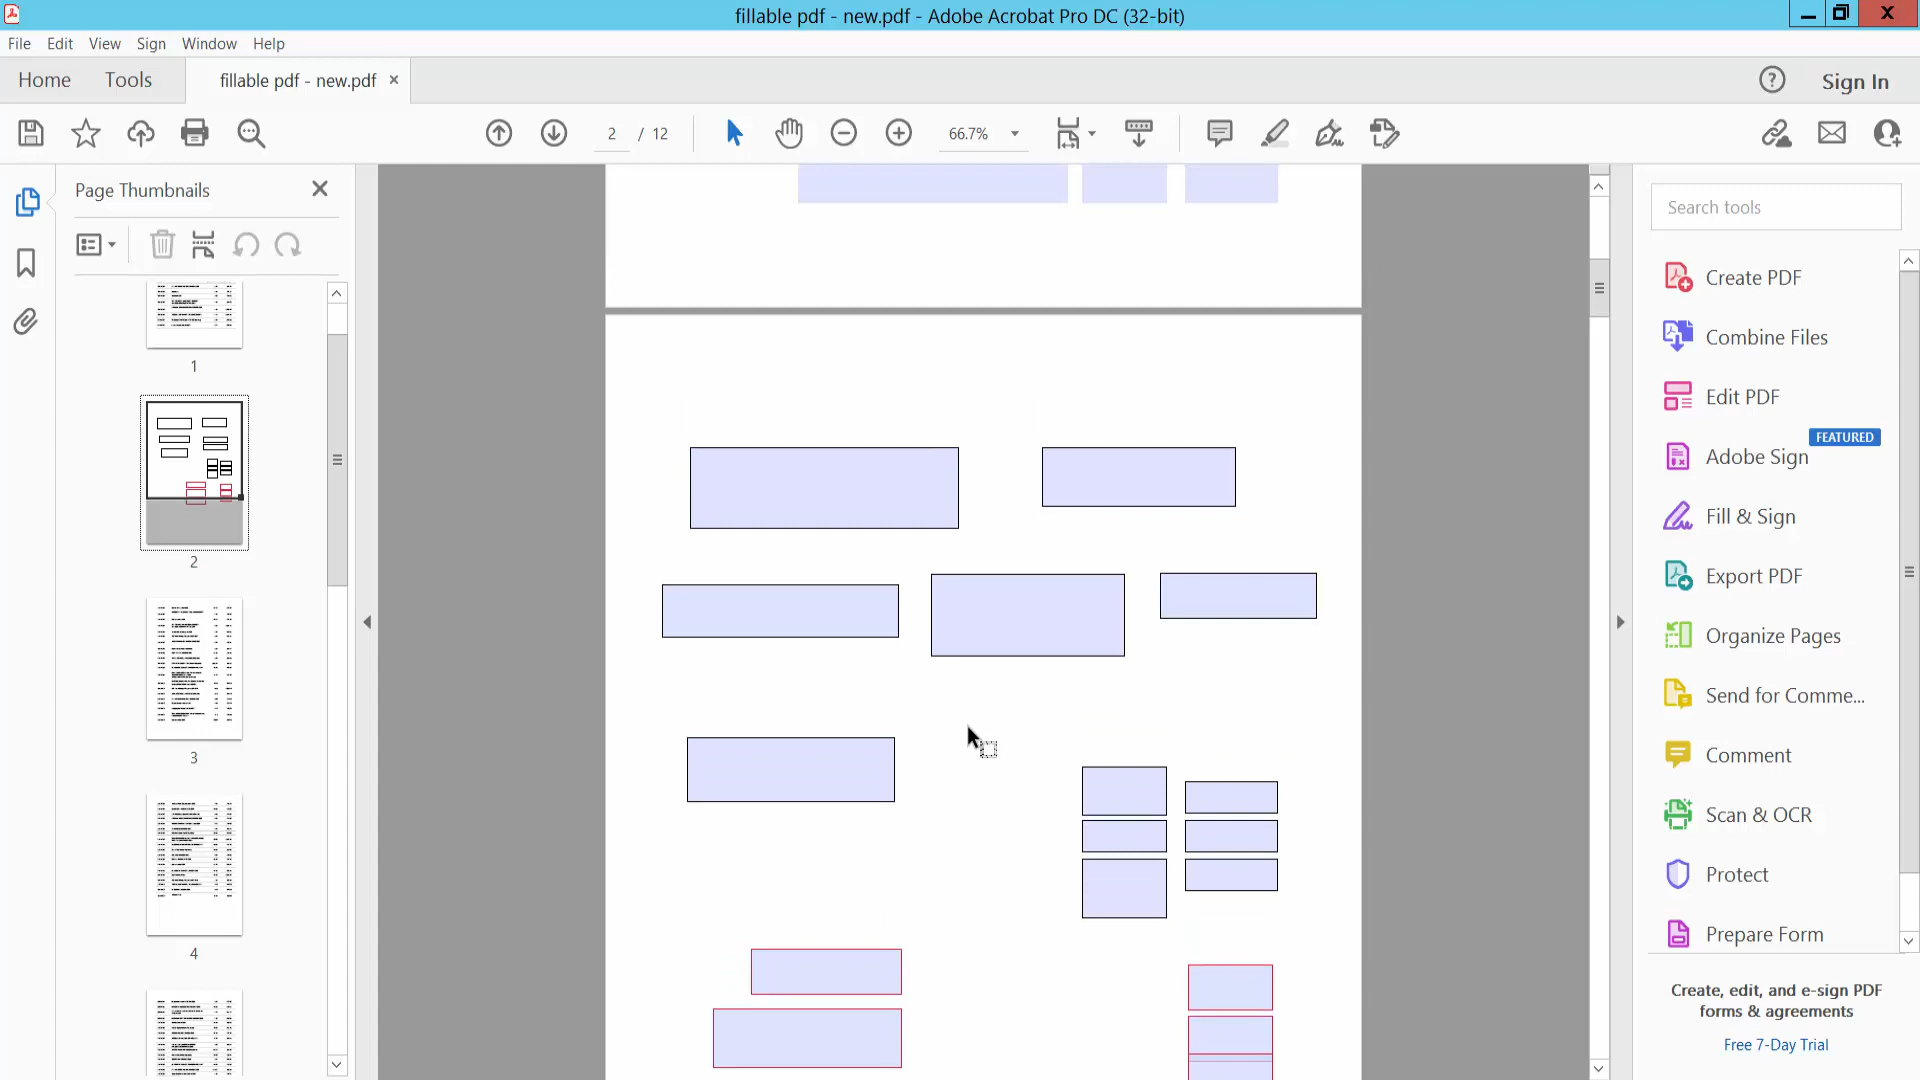 fillable pdf - new.pdf - Adobe Acrobat Pro DC (32-bit)
File Edit View Sign Window Help
Home Tools fillable pdf - new.pdf × Sign In
2 / 12 66.7%
Page Thumbnails
Search tools
1
2
3
4
Create PDF
Combine Files
Edit PDF
FEATURED
Adobe Sign
Fill & Sign
Export PDF
Organize Pages
Send for Comme...
Comment
Scan & OCR
Protect
Prepare Form
Create, edit, and e-sign PDF
forms & agreements
Free 7-Day Trial